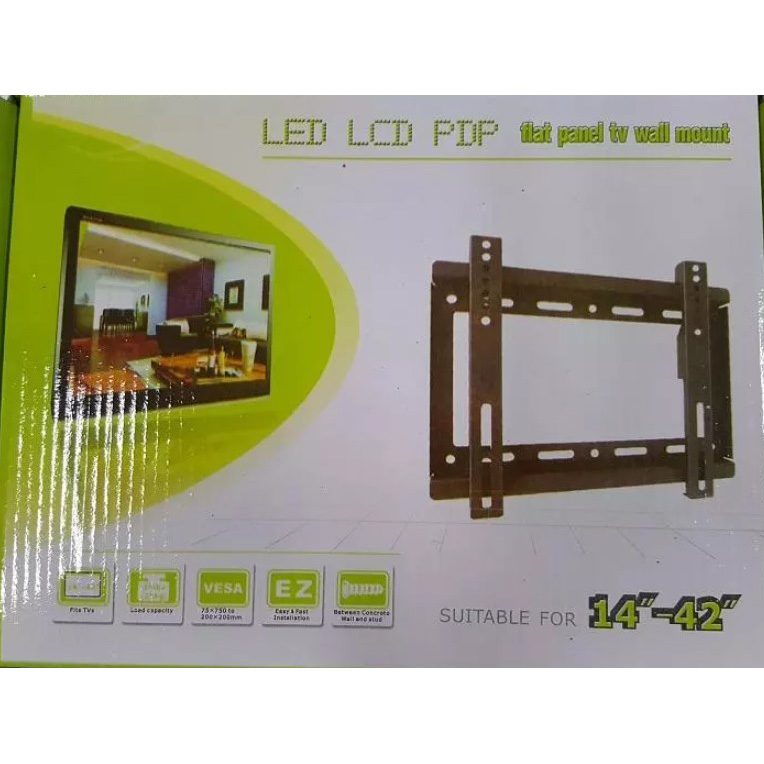 LED LCD PDP flat panel tv wall mount
Fits TVs
Load capacity
VESA
75×750 to
200×200mm
EZ
Easy & Fast
Installation
Between Concrete
Wall and stud
SUITABLE FOR 14"-42"